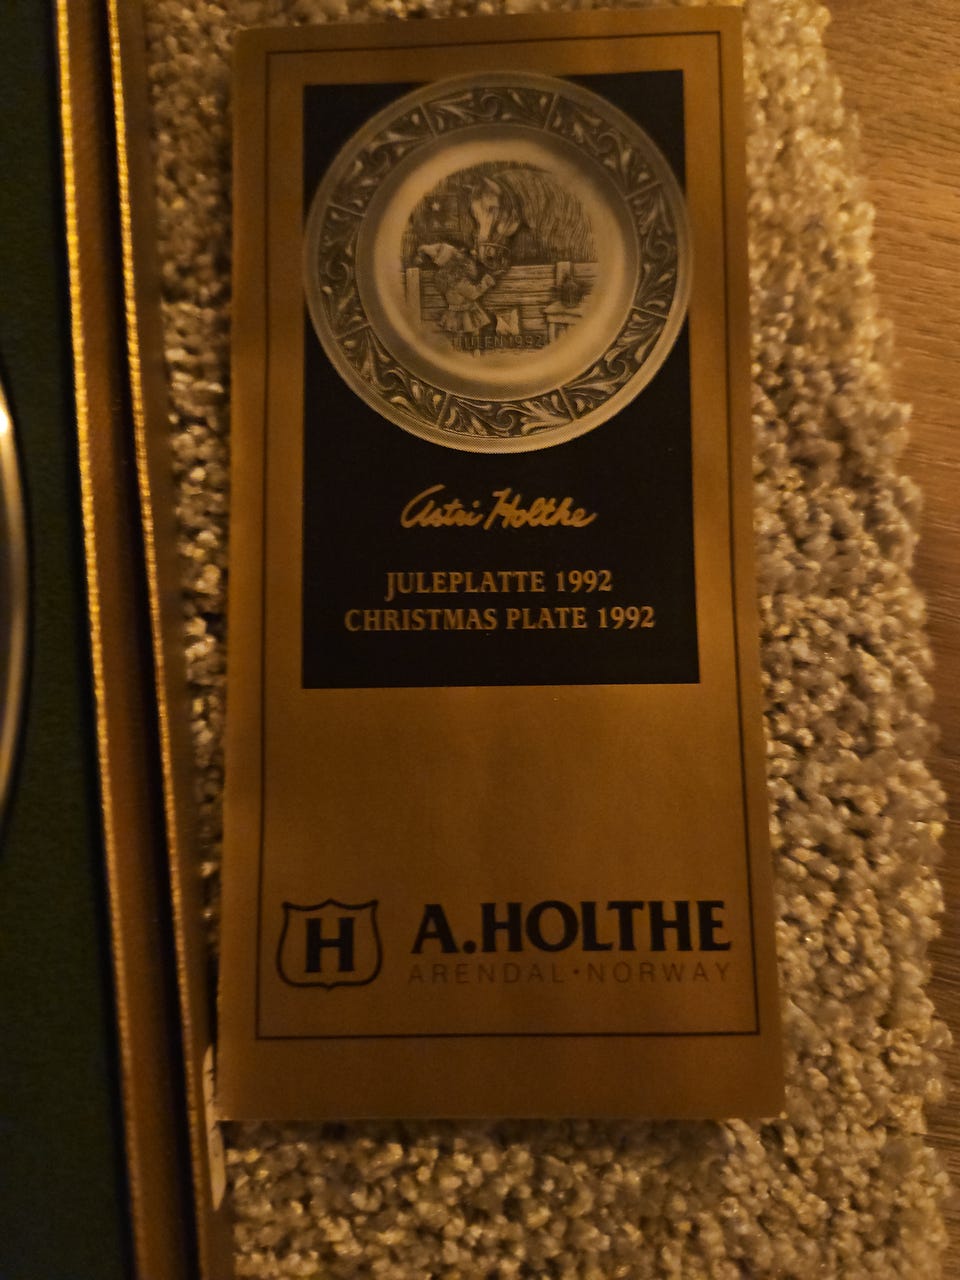 JULEN 1992
Astri Holthe
JULEPLATTE 1992
CHRISTMAS PLATE 1992
H
A.HOLTHE
ARENDAL•NORWAY